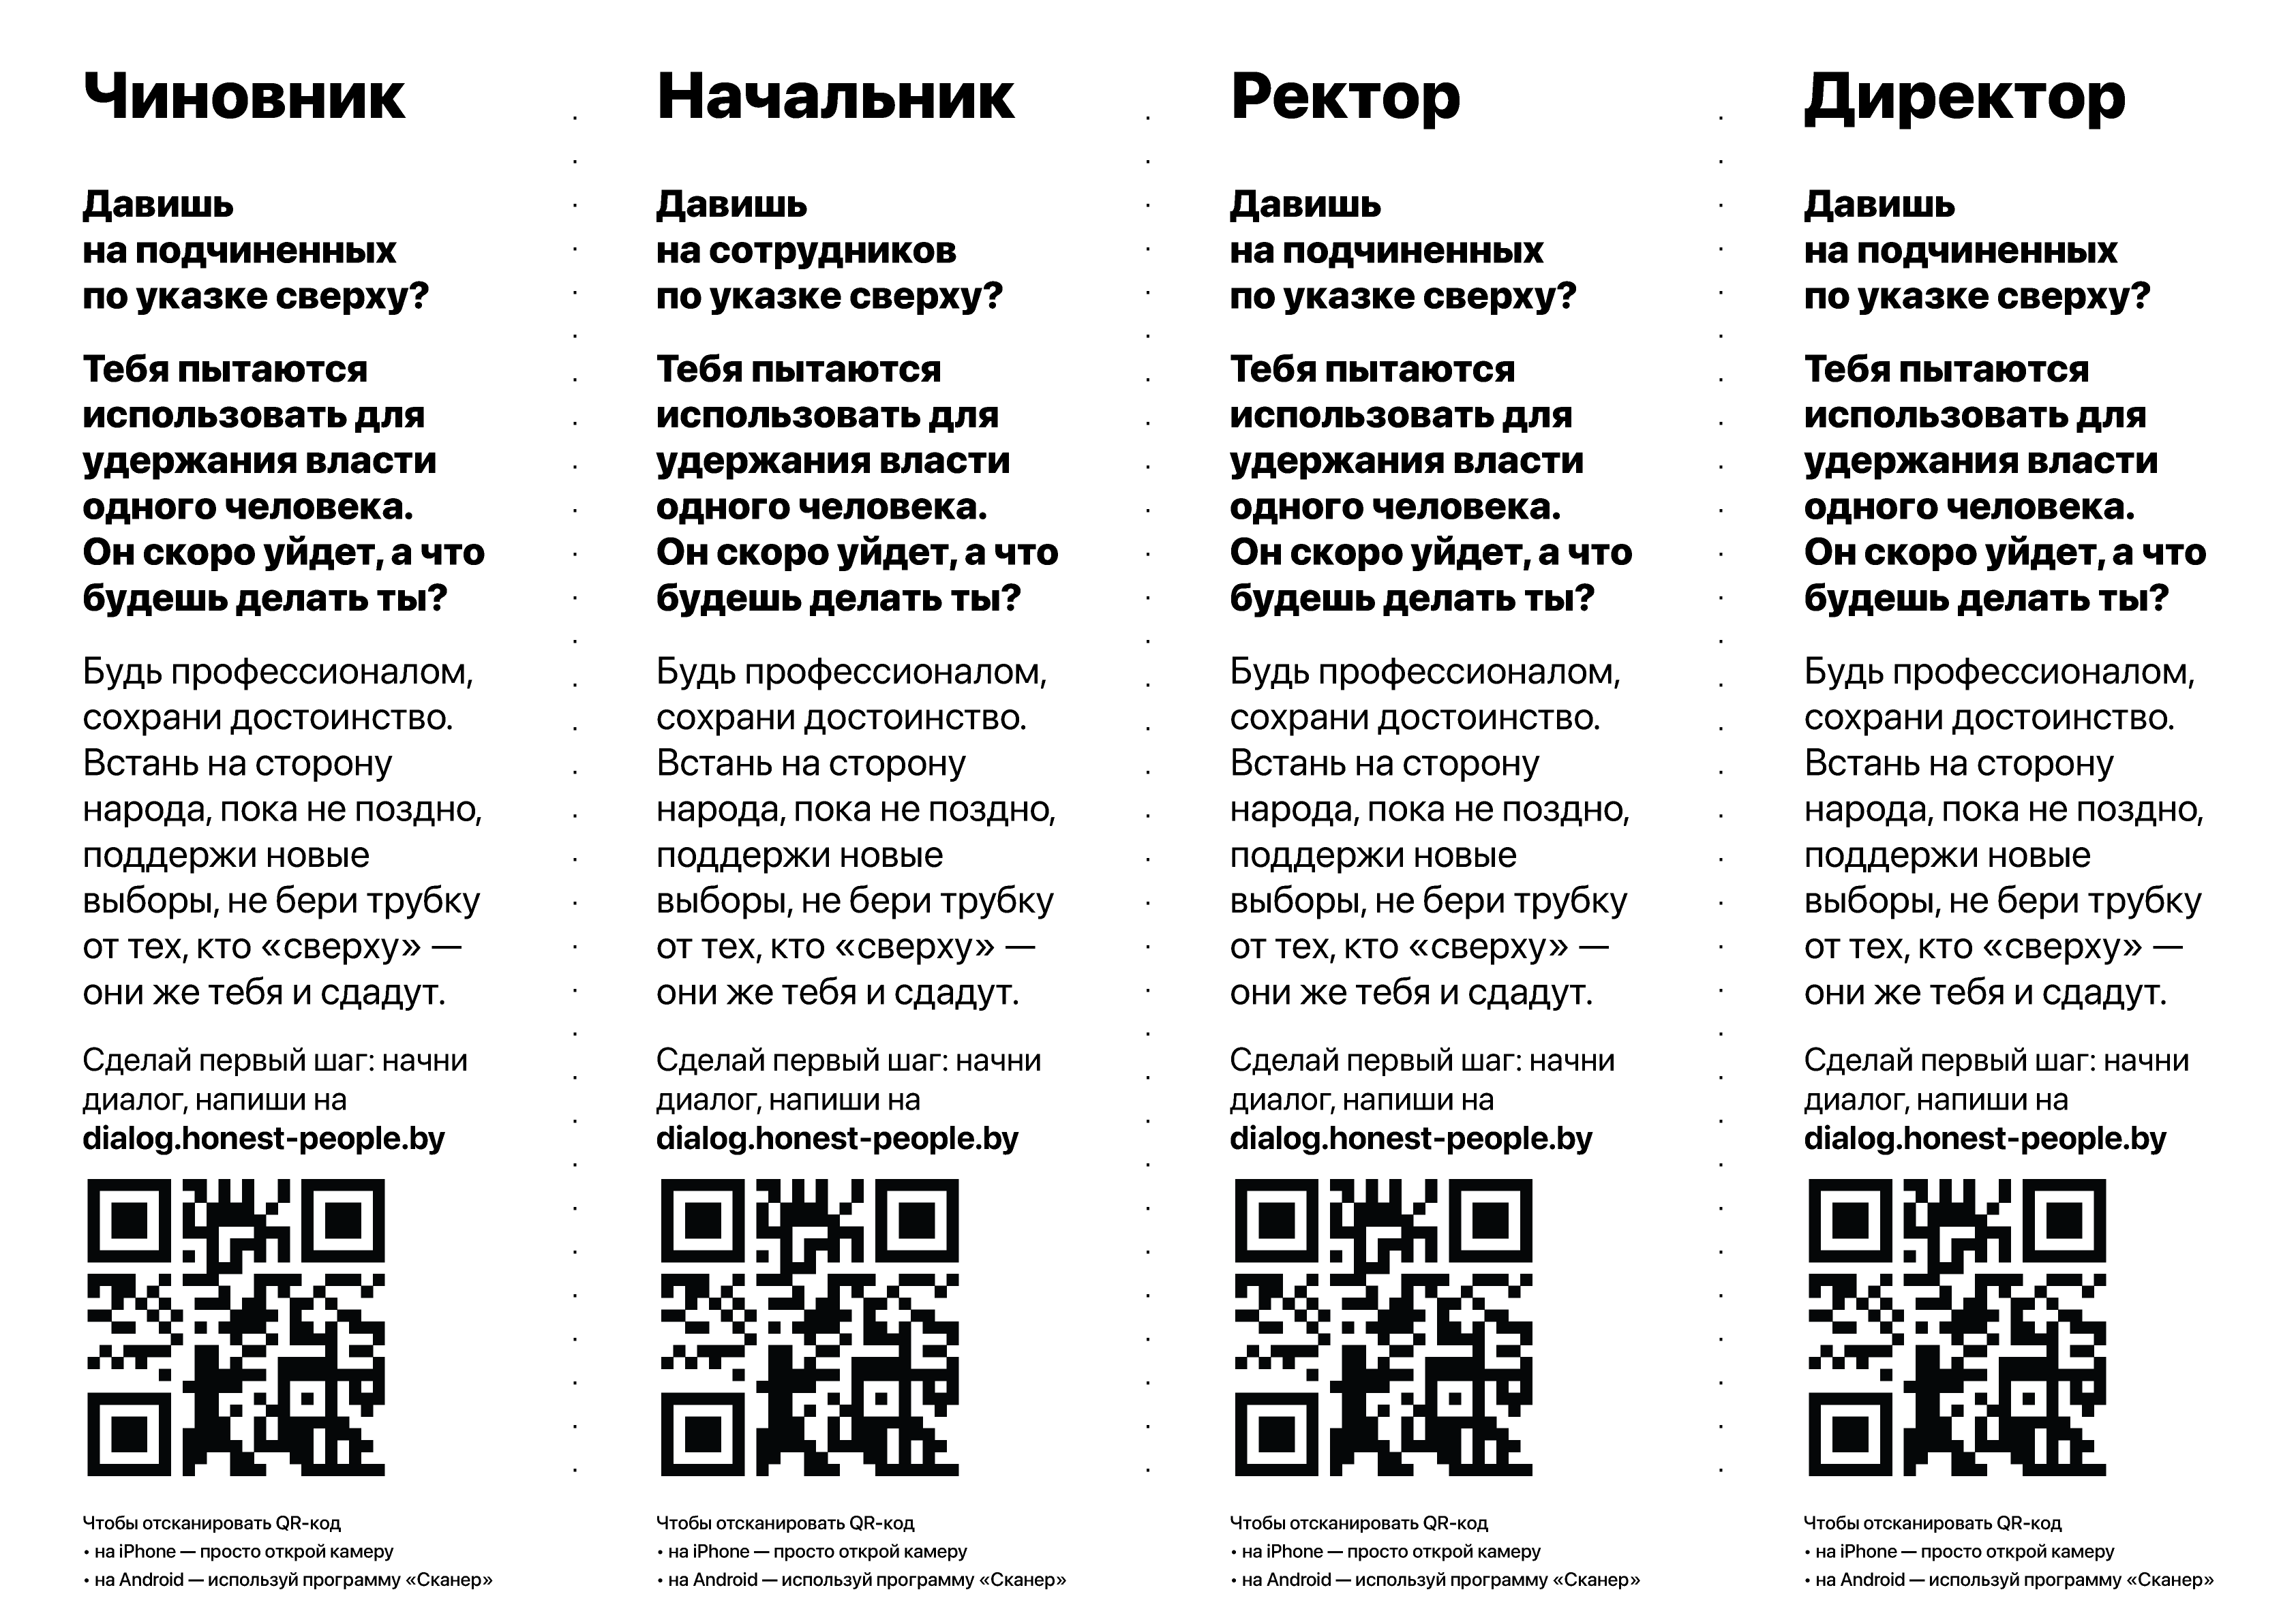 Чиновник
Давишь
на подчиненных
по указке сверху?
Тебя пытаются
использовать для
удержания власти
одного человека.
Он скоро уйдет, а что
будешь делать ты?
Будь профессионалом,
сохрани достоинство.
Встань на сторону
народа, пока не поздно,
поддержи новые
выборы, не бери трубку
от тех, кто «сверху» —
они же тебя и сдадут.
Сделай первый шаг: начни
диалог, напиши на
dialog.honest-people.by
Чтобы отсканировать QR-код
• на iPhone — просто открой камеру
• на Android — используй программу «Сканер»
Начальник
Давишь
на сотрудников
по указке сверху?
Тебя пытаются
использовать для
удержания власти
одного человека.
Он скоро уйдет, а что
будешь делать ты?
Будь профессионалом,
сохрани достоинство.
Встань на сторону
народа, пока не поздно,
поддержи новые
выборы, не бери трубку
от тех, кто «сверху» —
они же тебя и сдадут.
Сделай первый шаг: начни
диалог, напиши на
dialog.honest-people.by
Чтобы отсканировать QR-код
• на iPhone — просто открой камеру
• на Android — используй программу «Сканер»
Ректор
Давишь
на подчиненных
по указке сверху?
Тебя пытаются
использовать для
удержания власти
одного человека.
Он скоро уйдет, а что
будешь делать ты?
Будь профессионалом,
сохрани достоинство.
Встань на сторону
народа, пока не поздно,
поддержи новые
выборы, не бери трубку
от тех, кто «сверху» —
они же тебя и сдадут.
Сделай первый шаг: начни
диалог, напиши на
dialog.honest-people.by
Чтобы отсканировать QR-код
• на iPhone — просто открой камеру
• на Android — используй программу «Сканер»
Директор
Давишь
на подчиненных
по указке сверху?
Тебя пытаются
использовать для
удержания власти
одного человека.
Он скоро уйдет, а что
будешь делать ты?
Будь профессионалом,
сохрани достоинство.
Встань на сторону
народа, пока не поздно,
поддержи новые
выборы, не бери трубку
от тех, кто «сверху» —
они же тебя и сдадут.
Сделай первый шаг: начни
диалог, напиши на
dialog.honest-people.by
Чтобы отсканировать QR-код
• на iPhone — просто открой камеру
• на Android — используй программу «Сканер»